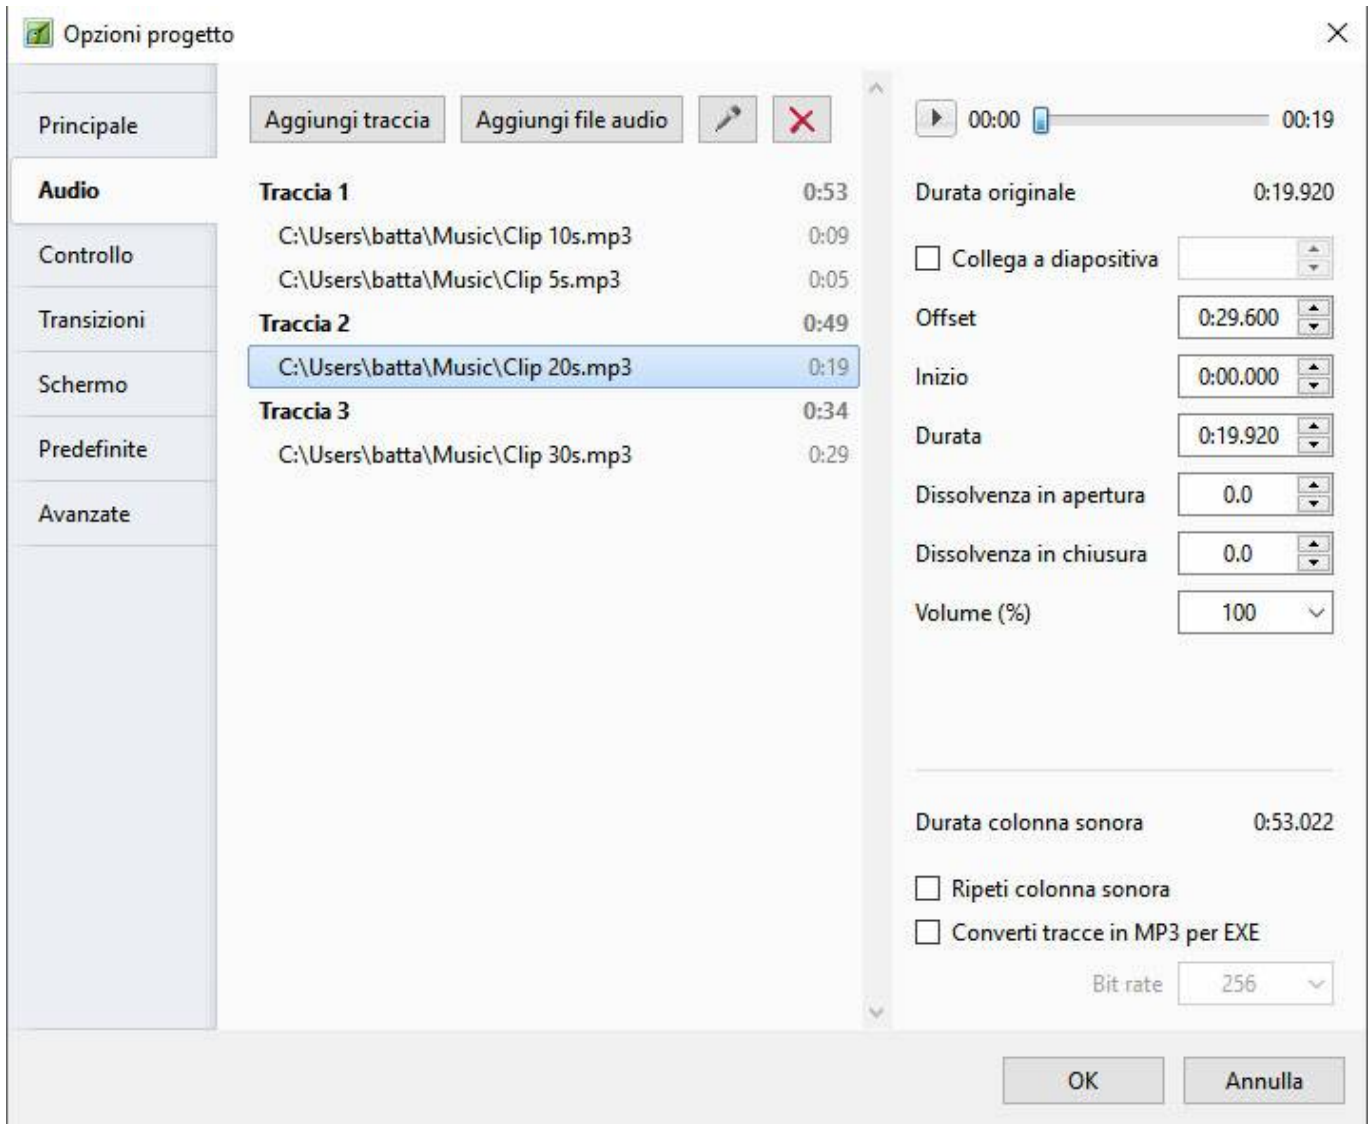 Opzioni progetto
Principale
Audio
Controllo
Transizioni
Schermo
Predefinite
Avanzate
Aggiungi traccia Aggiungi file audio
Traccia 1 0:53
C:\Users\batta\Music\Clip 10s.mp3 0:09
C:\Users\batta\Music\Clip 5s.mp3 0:05
Traccia 2 0:49
C:\Users\batta\Music\Clip 20s.mp3 0:19
Traccia 3 0:34
C:\Users\batta\Music\Clip 30s.mp3 0:29
00:00 00:19
Durata originale 0:19.920
Collega a diapositiva
Offset 0:29.600
Inizio 0:00.000
Durata 0:19.920
Dissolvenza in apertura 0.0
Dissolvenza in chiusura 0.0
Volume (%) 100
Durata colonna sonora 0:53.022
Ripeti colonna sonora
Converti tracce in MP3 per EXE
Bit rate 256
OK Annulla